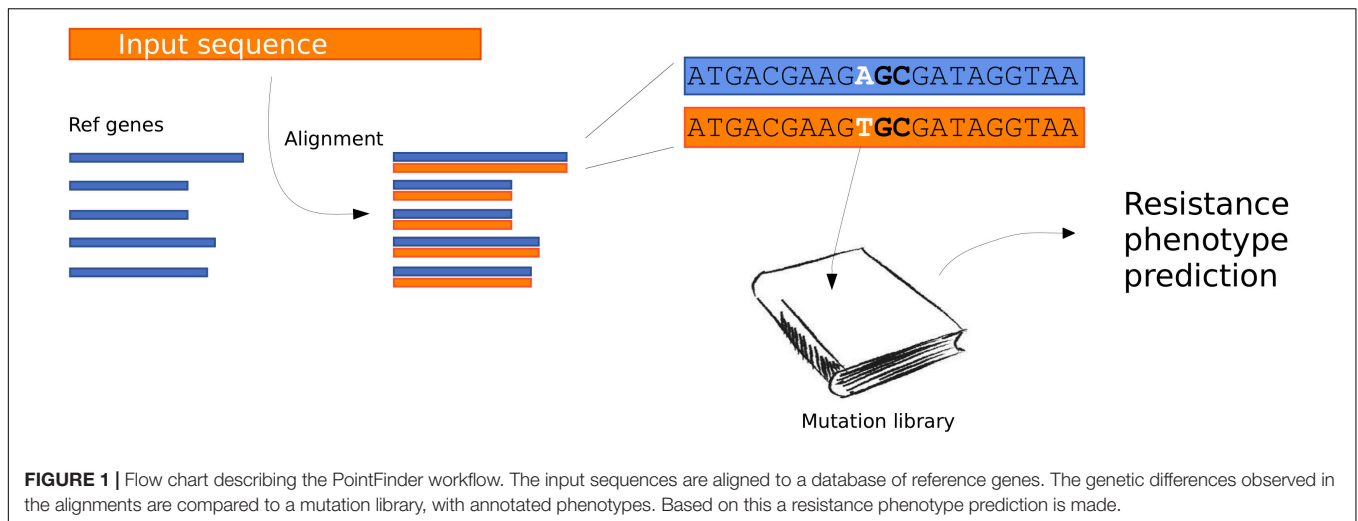 Input sequence
Ref genes
Alignment
ATGACGAAGAGCGATAGGTAA
ATGACGAAGTGCGATAGGTAA
Resistance
phenotype
prediction
Mutation library
FIGURE 1 | Flow chart describing the PointFinder workflow. The input sequences are aligned to a database of reference genes. The genetic differences observed in
the alignments are compared to a mutation library, with annotated phenotypes. Based on this a resistance phenotype prediction is made.